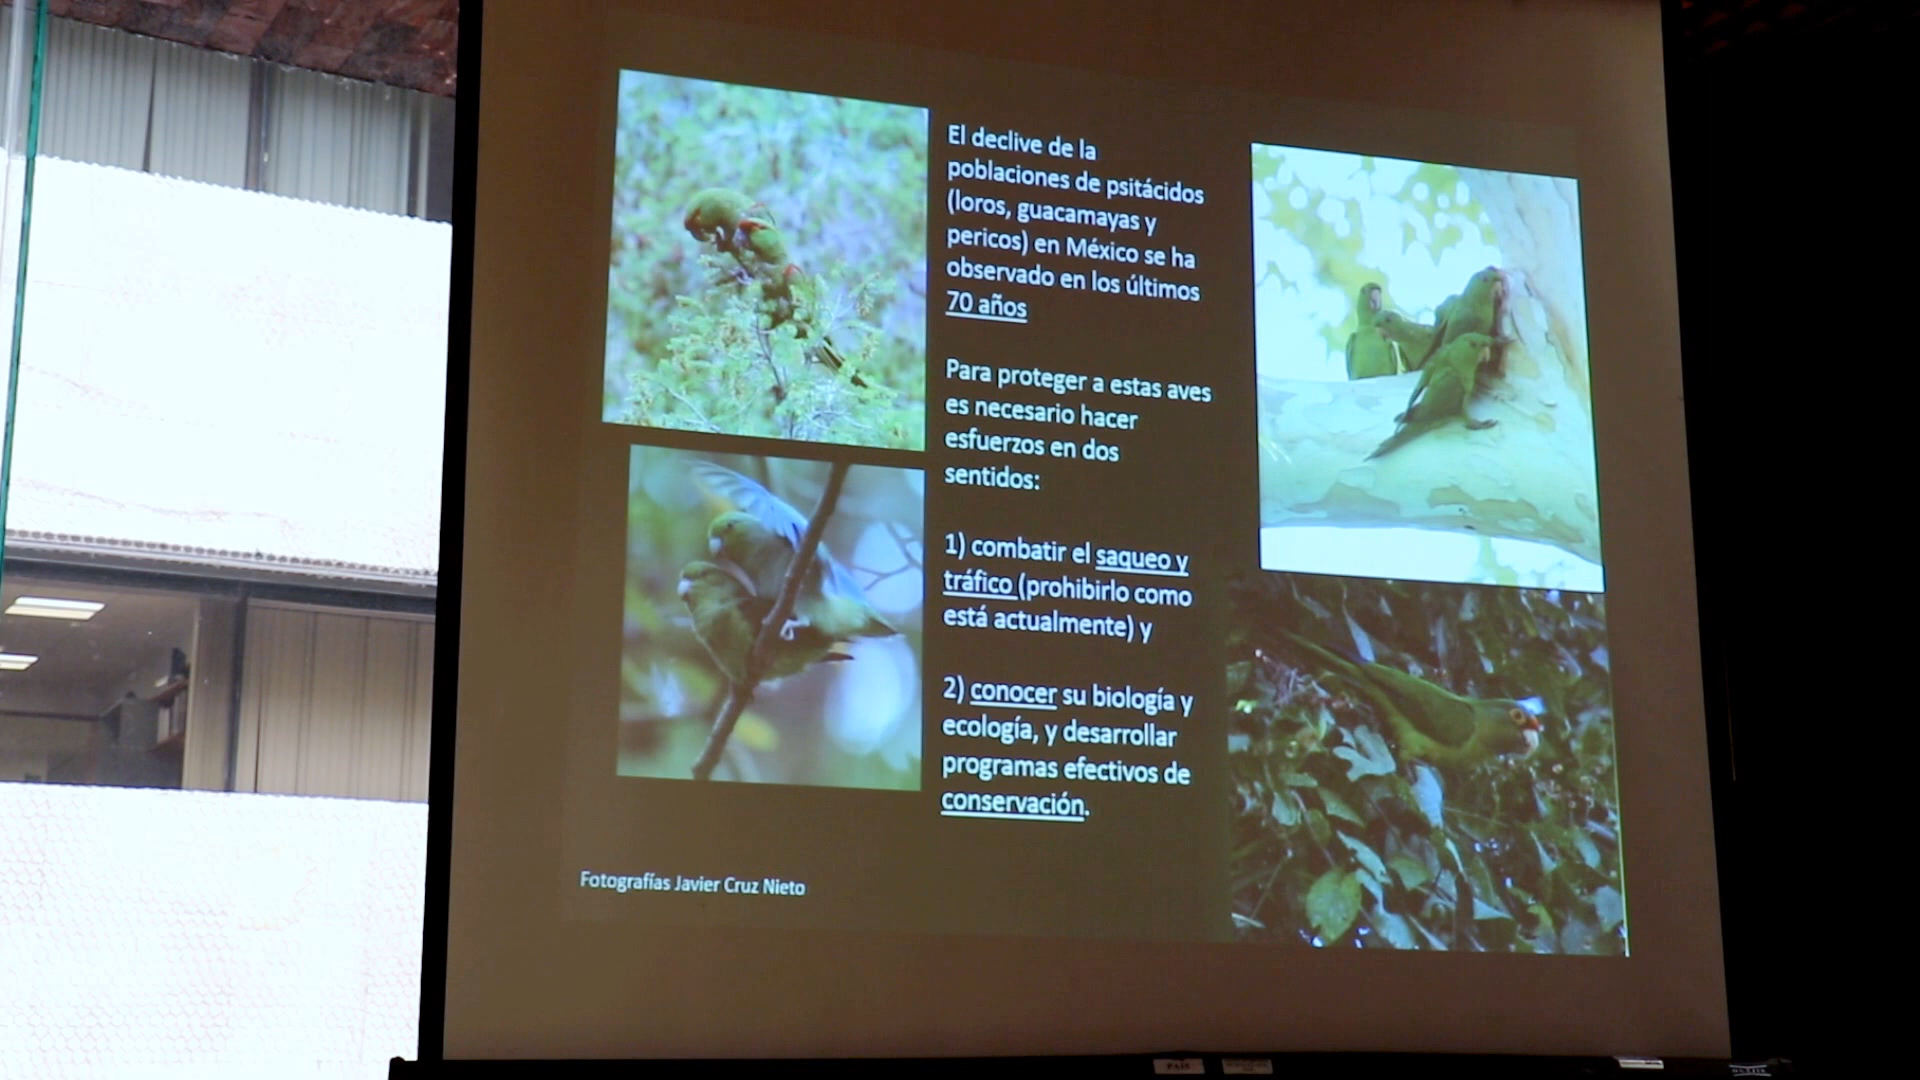 El declive de la
poblaciones de psitácidos
(loros, guacamayas y
pericos) en México se ha
observado en los últimos
70 años
Para proteger a estas aves
es necesario hacer
esfuerzos en dos
sentidos:
1) combatir el saqueo y
tráfico (prohibirlo como
está actualmente) y
2) conocer su biología y
ecología, y desarrollar
programas efectivos de
conservación.
Fotografías Javier Cruz Nieto